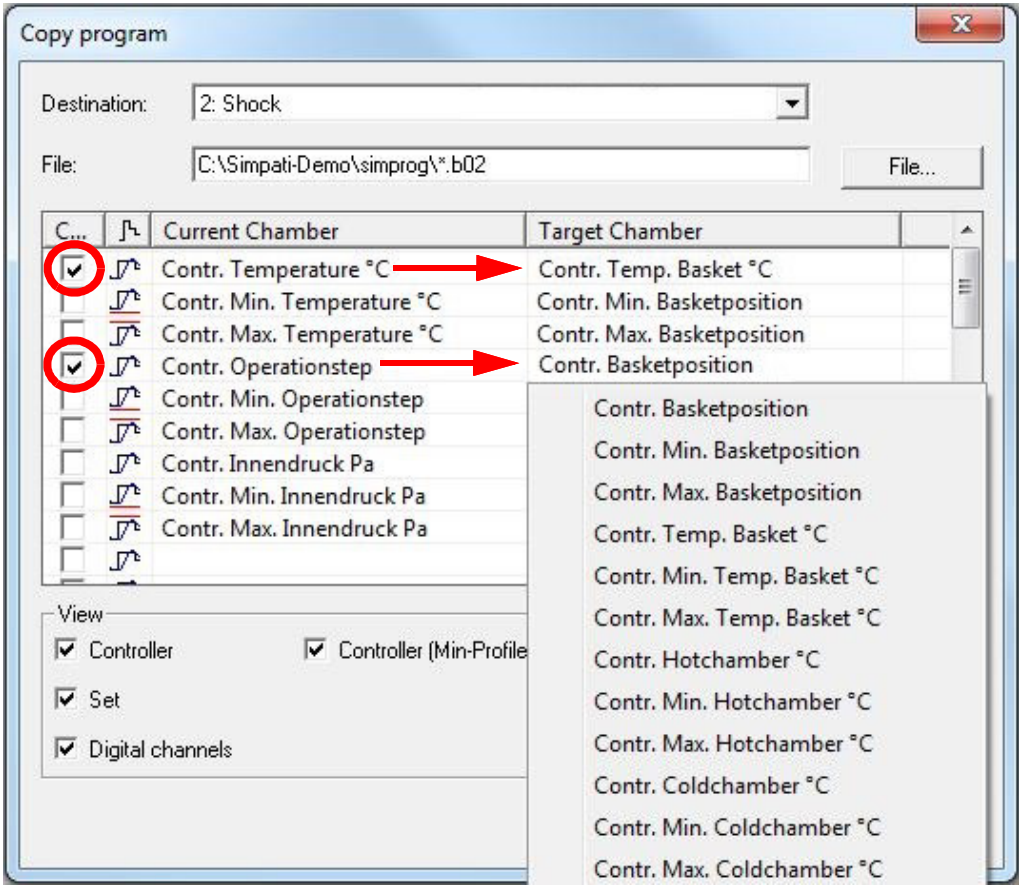 Copy program
Destination: 2: Shock
File: C:\Simpati-Demo\simprog\*.b02 File...
C... Current Chamber Target Chamber
Contr. Temperature °C Contr. Temp. Basket °C
Contr. Min. Temperature °C Contr. Min. Basketposition
Contr. Max. Temperature °C Contr. Max. Basketposition
Contr. Operationstep Contr. Basketposition
Contr. Min. Operationstep
Contr. Max. Operationstep
Contr. Innendruck Pa
Contr. Min. Innendruck Pa
Contr. Max. Innendruck Pa
Contr. Basketposition
Contr. Min. Basketposition
Contr. Max. Basketposition
Contr. Temp. Basket °C
Contr. Min. Temp. Basket °C
Contr. Max. Temp. Basket °C
Contr. Hotchamber °C
Contr. Min. Hotchamber °C
Contr. Max. Hotchamber °C
Contr. Coldchamber °C
Contr. Min. Coldchamber °C
Contr. Max. Coldchamber °C
View
Controller Controller (Min-Profile
Set
Digital channels